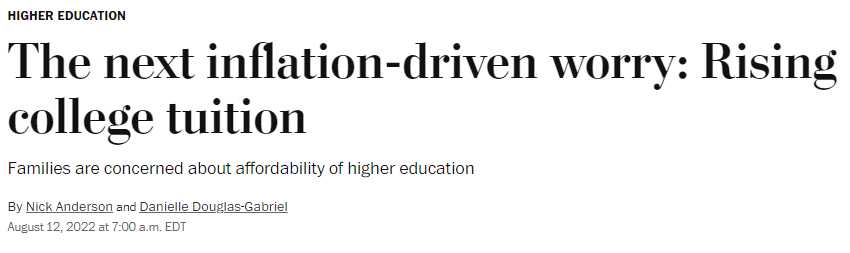 HIGHER EDUCATION
The next inflation-driven worry: Rising
college tuition
Families are concerned about affordability of higher education
By Nick Anderson and Danielle Douglas-Gabriel
August 12, 2022 at 7:00 a.m. EDT